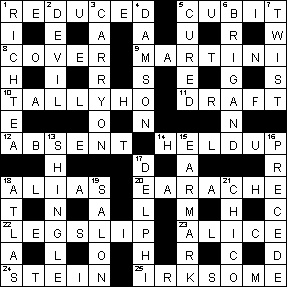 1 2 3 4 5 6 7
R E D U C E D C U B I T
I E A A U R W
8 9
C O V E R M A R T I N I
H I R S D G S
10 11
T A L L Y H O D R A F T
E O N N
12 13 14 15 16
A B S E N T H E L D U P
17
H D A R
18 19 20 21
A L I A S E A R A C H E
T N A L M H C
22 23
L E G S L I P A L I C E
A L O H R C D
24 25
S T E I N I R K S O M E